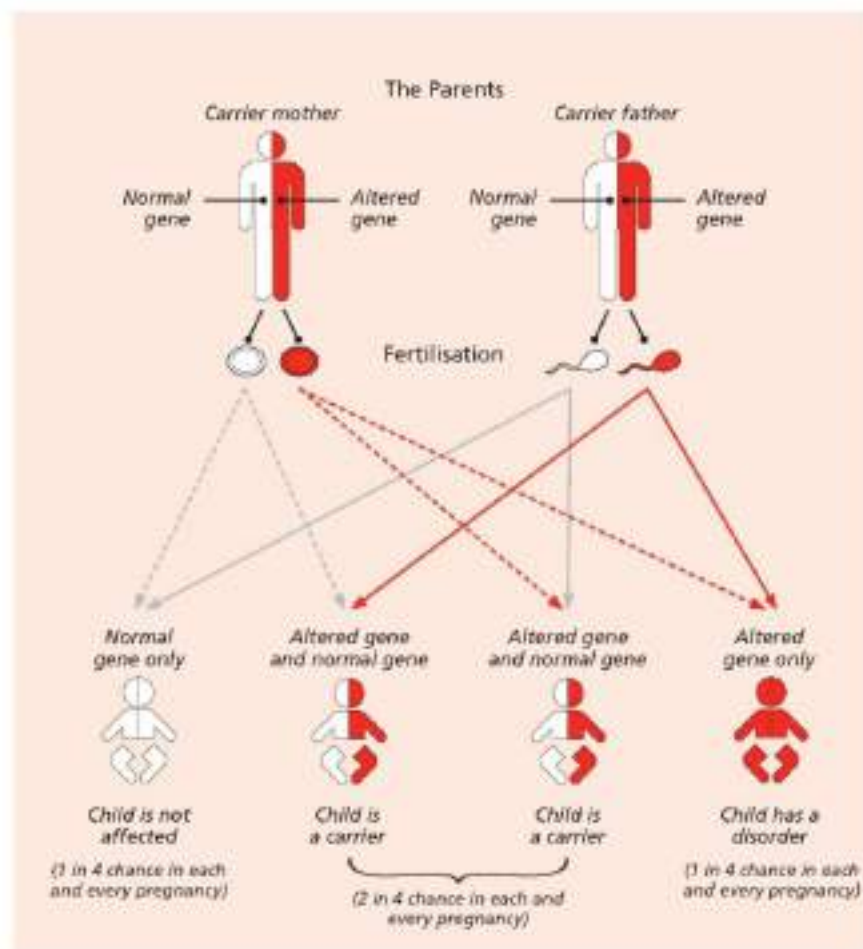 The Parents
Carrier mother
Carrier father
Normal
gene
Altered
gene
Normal
gene
Altered
gene
Fertilisation
Normal
gene only
Altered gene
and normal gene
Altered gene
and normal gene
Altered
gene only
Child is not
affected
Child is
a carrier
Child is
a carrier
Child has a
disorder
(1 in 4 chance in each
and every pregnancy)
(2 in 4 chance in each and
every pregnancy)
(1 in 4 chance in each
and every pregnancy)